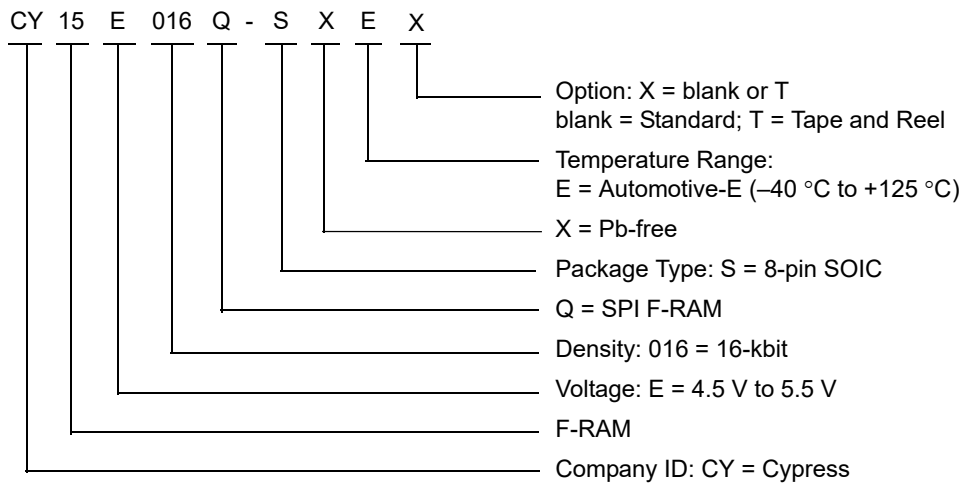 CY 15 E 016 Q - S X E X
Option: X = blank or T
blank = Standard; T = Tape and Reel
Temperature Range:
E = Automotive-E (–40 °C to +125 °C)
X = Pb-free
Package Type: S = 8-pin SOIC
Q = SPI F-RAM
Density: 016 = 16-kbit
Voltage: E = 4.5 V to 5.5 V
F-RAM
Company ID: CY = Cypress